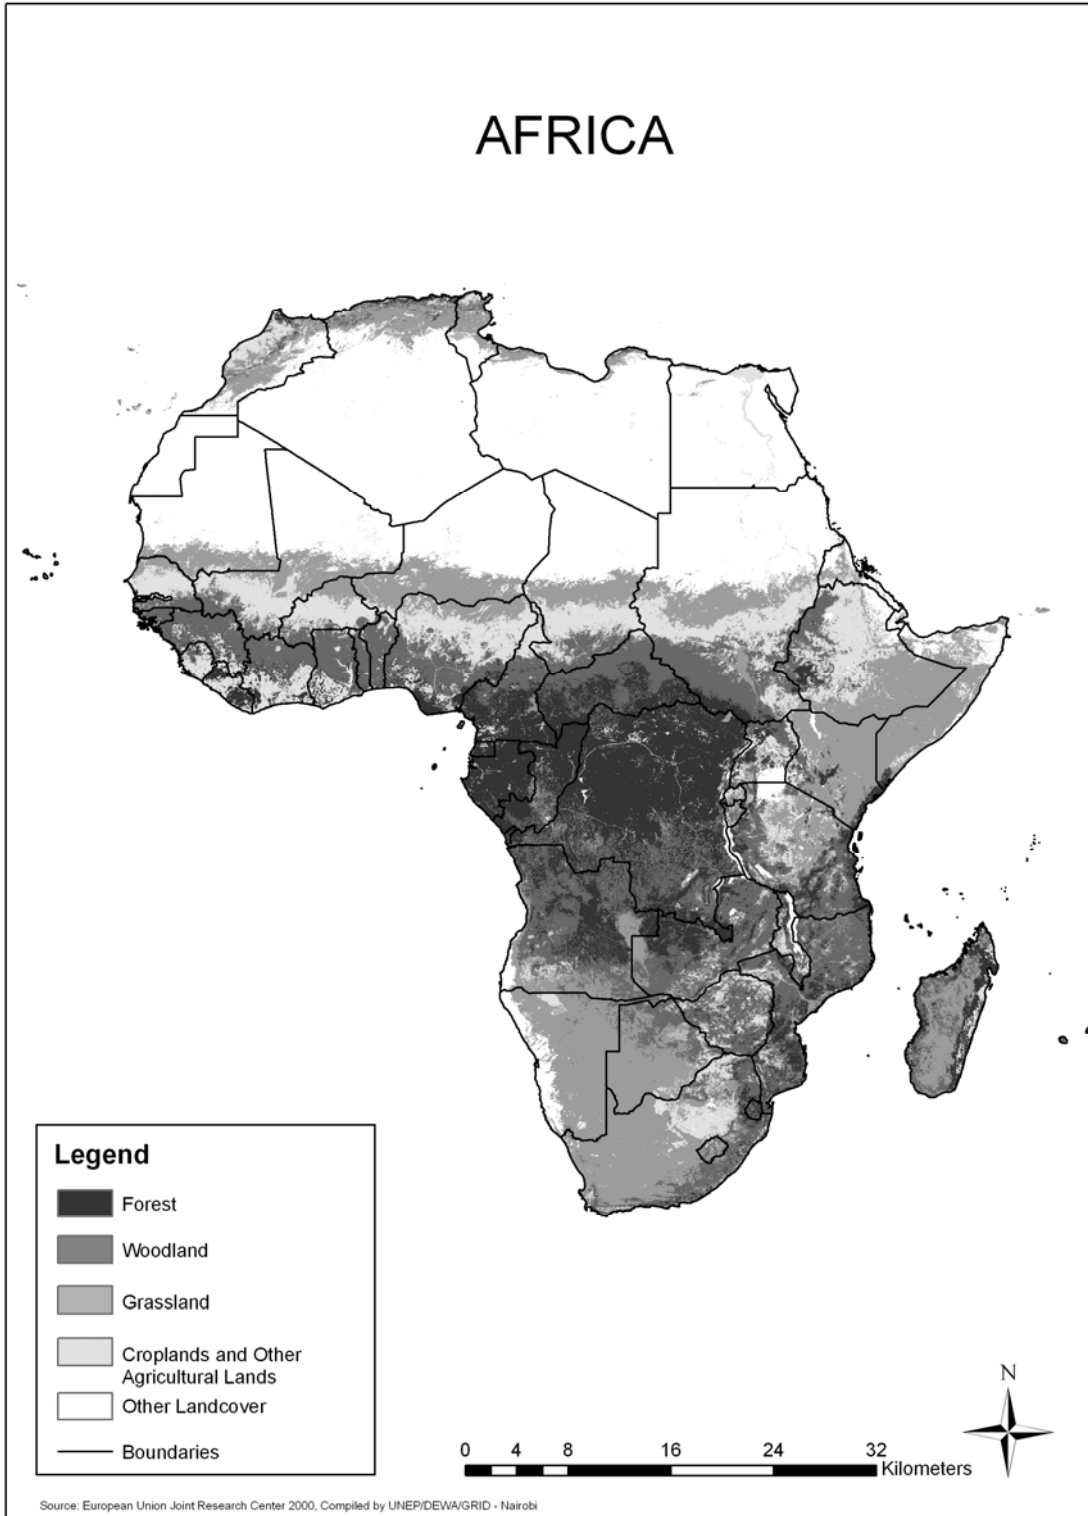 AFRICA
Legend
Forest
Woodland
Grassland
Croplands and Other
Agricultural Lands
Other Landcover
Boundaries
N
0 4 8 16 24 32
Kilometers
Source: European Union Joint Research Center 2000, Compiled by UNEP/DEWA/GRID - Nairobi